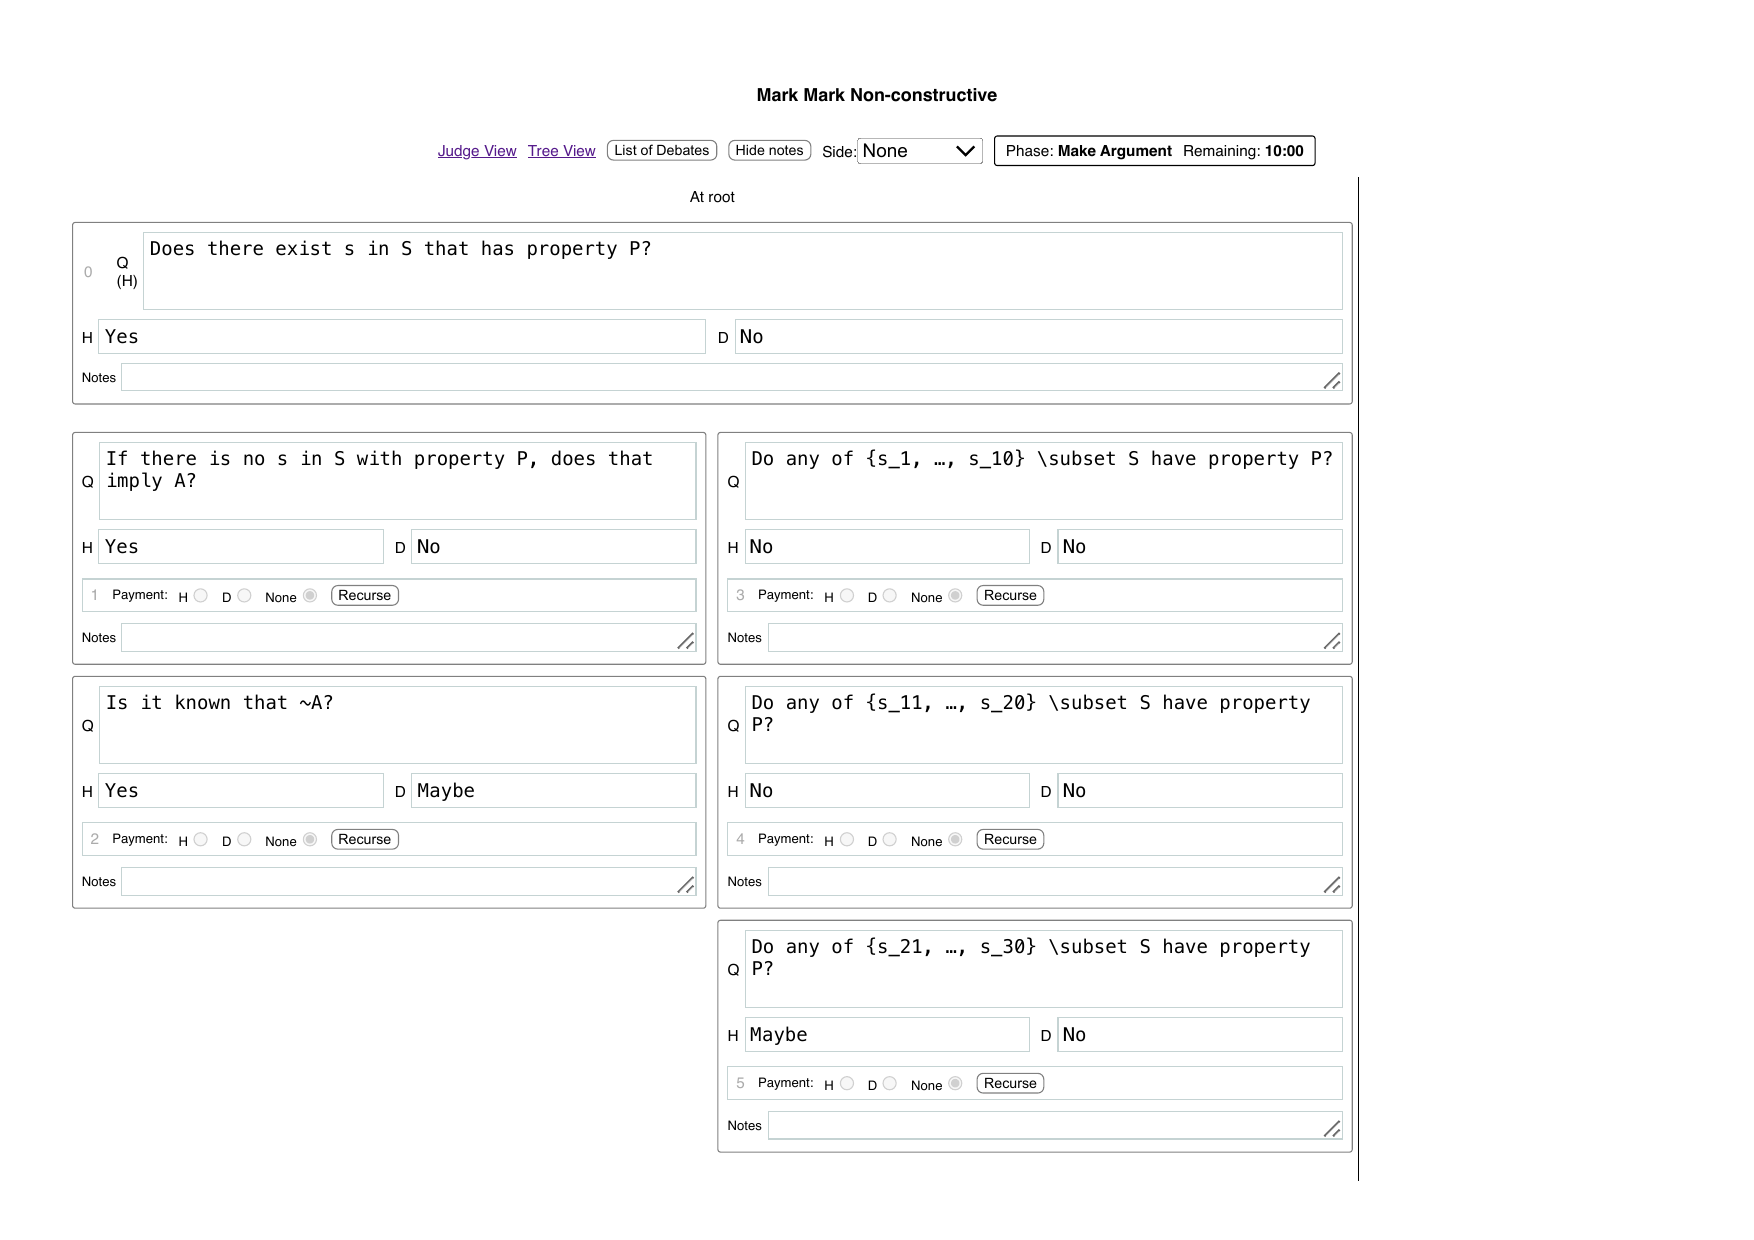 Mark Mark Non-constructive
Judge View Tree View List of Debates Hide notes Side: None Phase: Make Argument Remaining: 10:00
At root
0 Q (H) Does there exist s in S that has property P?
H Yes D No
Notes
Q If there is no s in S with property P, does that
imply A?
H Yes D No
1 Payment: H D None Recurse
Notes
Q Is it known that ~A?
H Yes D Maybe
2 Payment: H D None Recurse
Notes
Q Do any of {s_1, …, s_10} \subset S have property P?
H No D No
3 Payment: H D None Recurse
Notes
Q Do any of {s_11, …, s_20} \subset S have property
P?
H No D No
4 Payment: H D None Recurse
Notes
Q Do any of {s_21, …, s_30} \subset S have property
P?
H Maybe D No
5 Payment: H D None Recurse
Notes